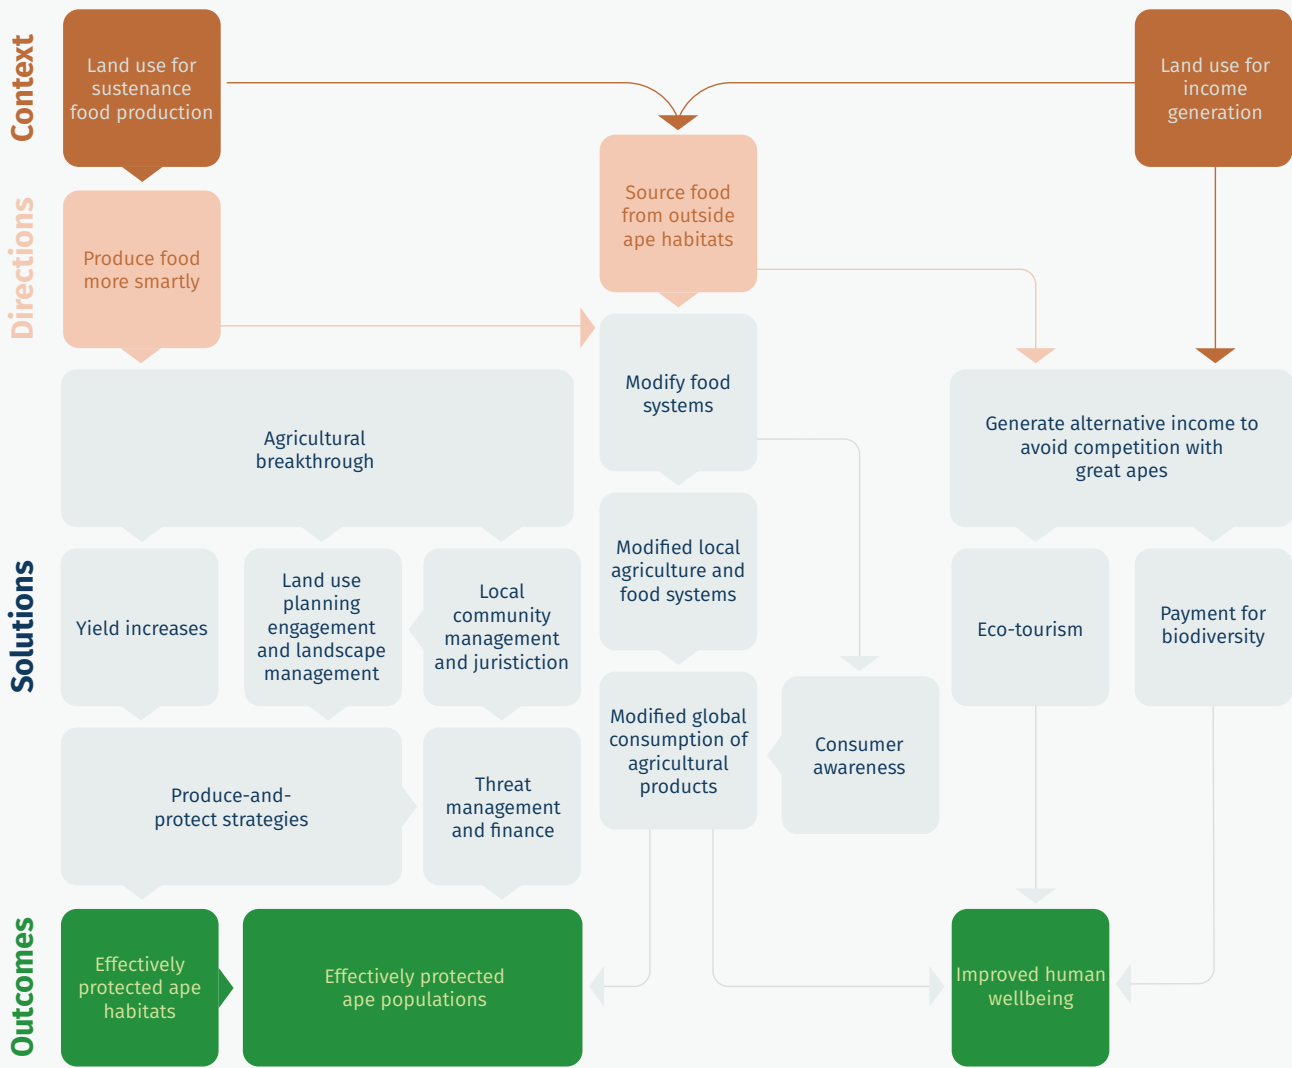 Context
Land use for
sustenance
food production
Land use for
income
generation
Directions
Source food
from outside
ape habitats
Produce food
more smartly
Solutions
Agricultural
breakthrough
Modify food
systems
Generate alternative income to
avoid competition with
great apes
Yield increases
Land use
planning
engagement
and landscape
management
Local
community
management
and juristiction
Modified local
agriculture and
food systems
Eco-tourism
Payment for
biodiversity
Produce-and-
protect strategies
Threat
management
and finance
Modified global
consumption of
agricultural
products
Consumer
awareness
Outcomes
Effectively
protected ape
habitats
Effectively protected
ape populations
Improved human
wellbeing